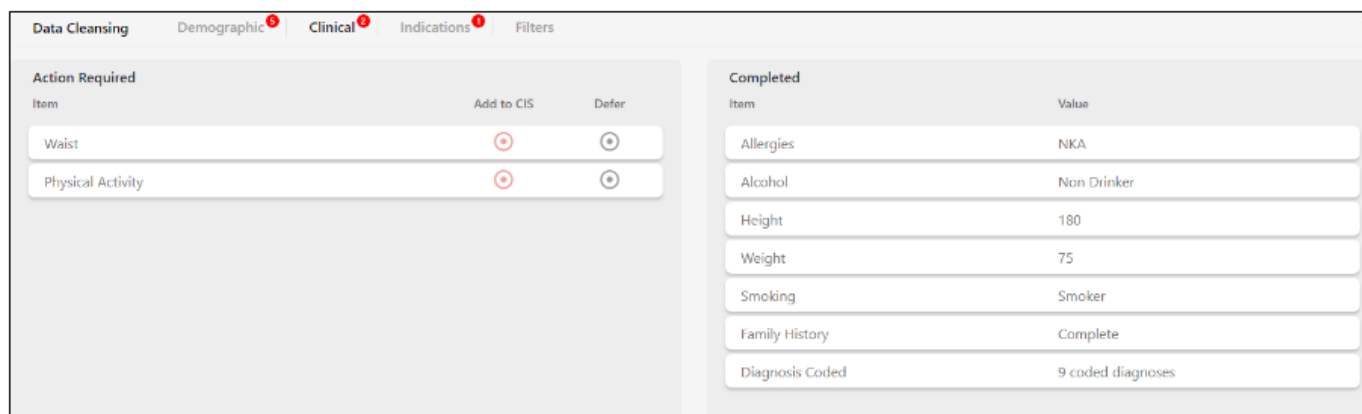 Data Cleansing Demographic 5 Clinical 2 Indications 1 Filters
Action Required
Item Add to CIS Defer
Waist
Physical Activity
Completed
Item Value
Allergies NKA
Alcohol Non Drinker
Height 180
Weight 75
Smoking Smoker
Family History Complete
Diagnosis Coded 9 coded diagnoses